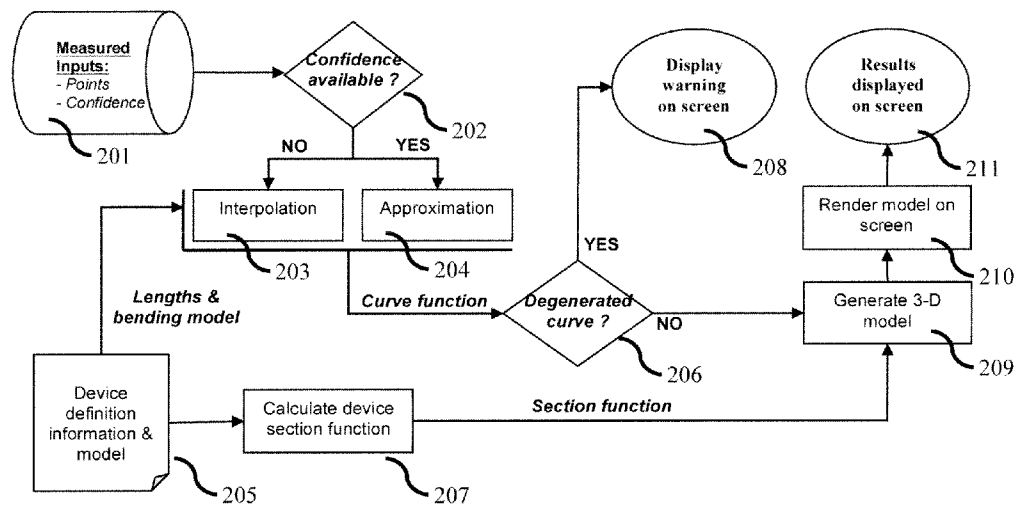 Measured
Inputs:
- Points
- Confidence
201
Confidence
available ?
202
NO
YES
Interpolation
203
Approximation
204
Lengths &
bending model
Curve function
Degenerated
curve ?
206
YES
NO
Display
warning
on screen
208
Results
displayed
on screen
211
Render model on
screen
210
Generate 3-D
model
209
Device
definition
information &
model
205
Calculate device
section function
207
Section function